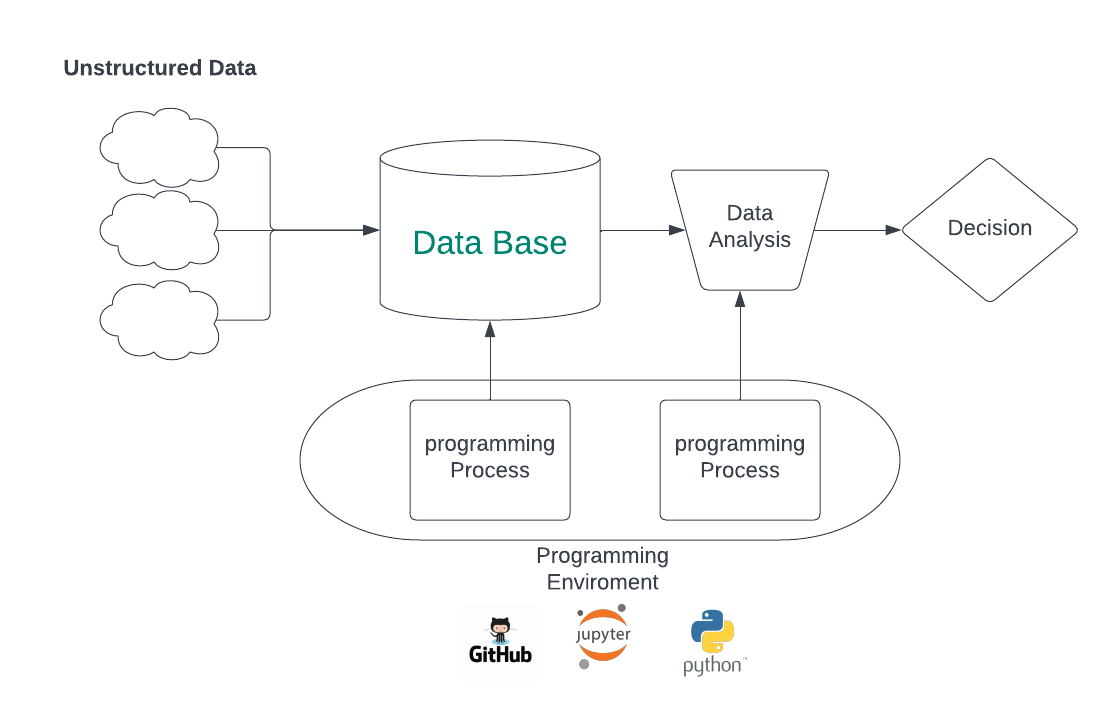 Unstructured Data
Data Base
Data
Analysis
Decision
programming
Process
programming
Process
Programming
Enviroment
GitHub
jupyter
python™